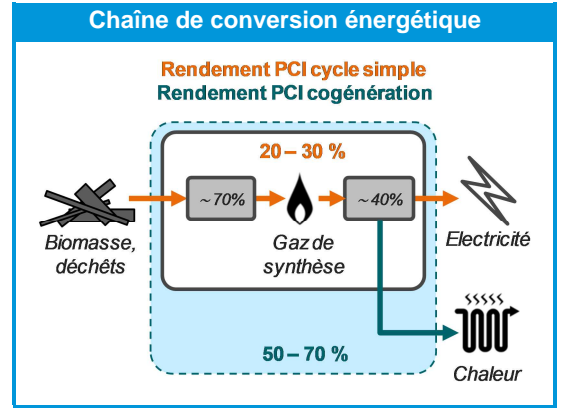 Chaîne de conversion énergétique
Rendement PCI cycle simple
Rendement PCI cogénération
20 – 30 %
~70%
~40%
Biomasse,
déchêts
Gaz de
synthèse
Electricité
50 – 70 %
Chaleur